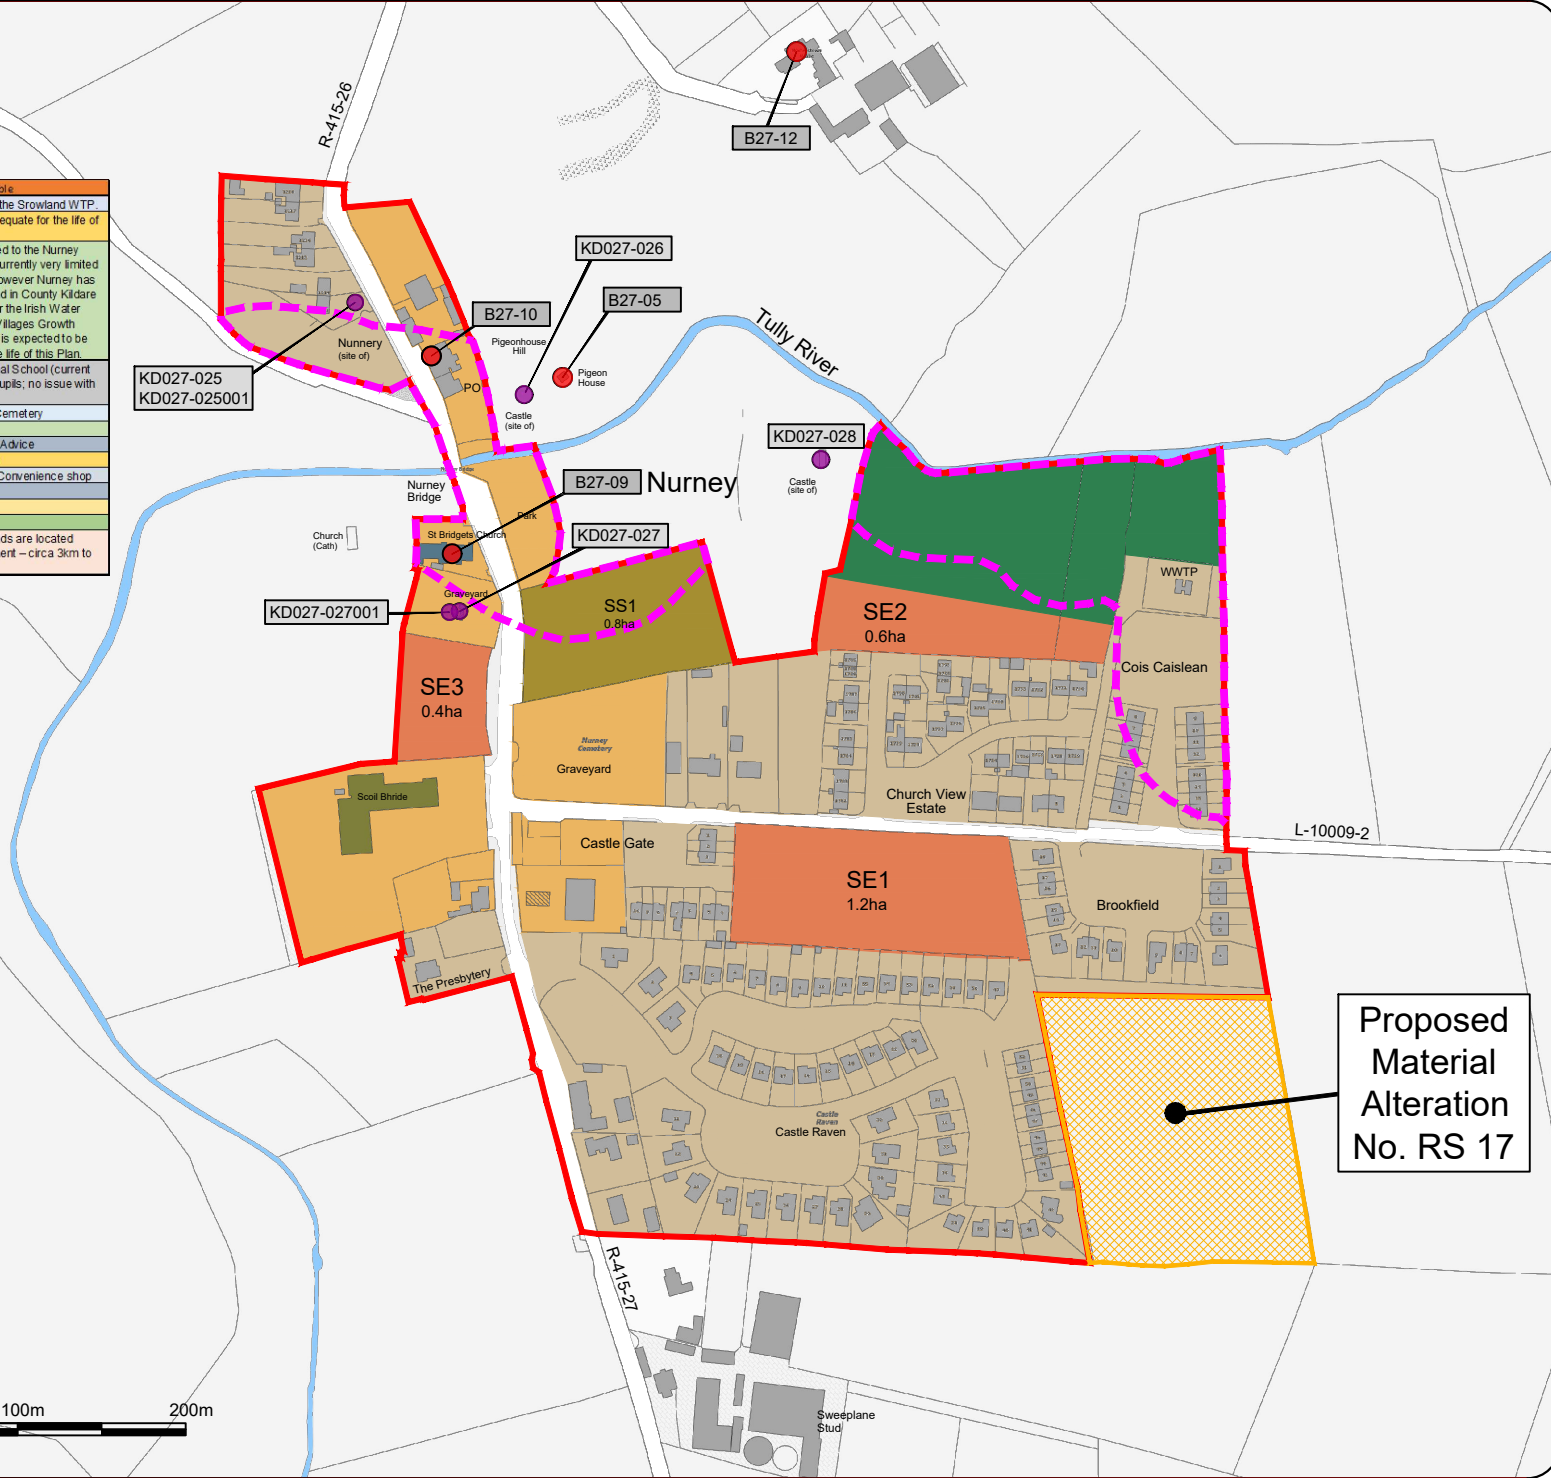 R-415-26
B27-12
the Srowland WTP.
equate for the life of
ed to the Nurney
urrently very limited
owever Nurney has
d in County Kildare
r the Irish Water
Villages Growth
is expected to be
e life of this Plan.
al School (current
upils; no issue with
Cemetery
Advice
Convenience shop
ds are located
ent – circa 3km to
KD027-026
B27-05
B27-10
Pigeonhouse
Hill
Nunnery
(site of)
Pigeon
House
KD027-025
KD027-025001
PO
Castle
(site of)
Tully River
KD027-028
Castle
(site of)
B27-09
Nurney
Nurney
Bridge
Park
Church
(Cath)
St Bridgets Church
KD027-027
Graveyard
KD027-027001
SS1
0.8ha
SE2
0.6ha
WWTP
Cois Caislean
SE3
0.4ha
Nurney
Cemetery
Graveyard
Scoil Bhride
Church View
Estate
L-10009-2
Castle Gate
SE1
1.2ha
Brookfield
The Presbytery
Proposed
Material
Alteration
No. RS 17
Castle
Raven
Castle Raven
R-415-27
Sweeplane
Stud
100m
200m